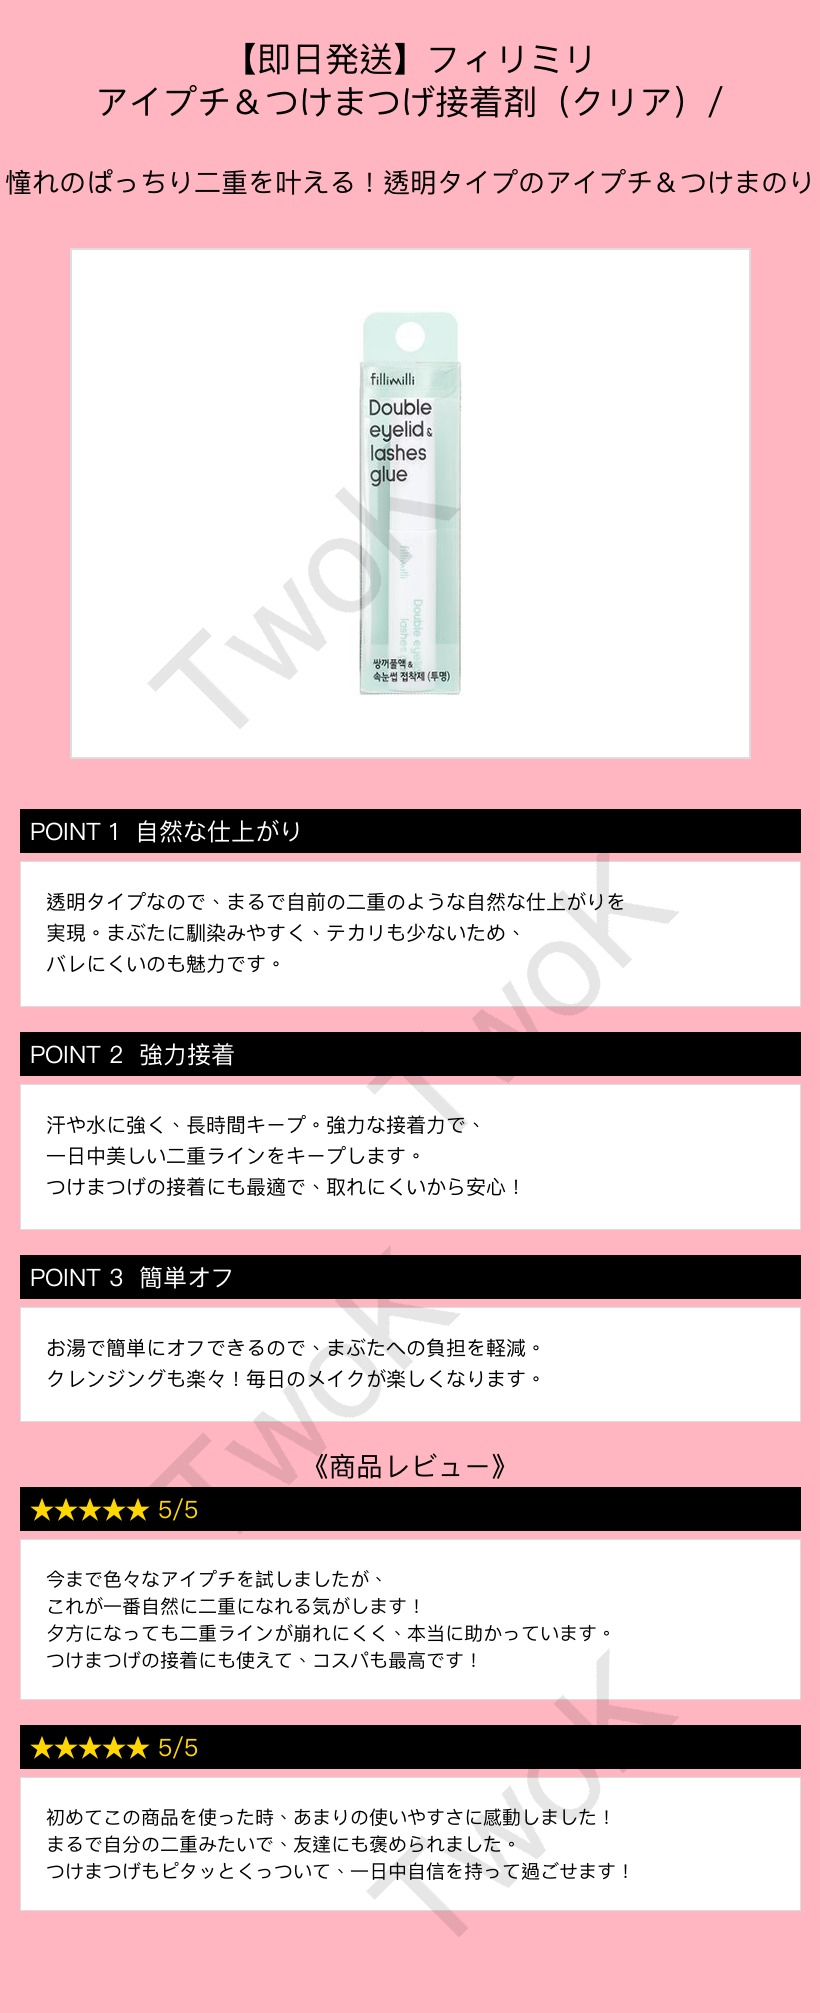 【即日発送】フィリミリ
アイプチ＆つけまつげ接着剤（クリア）/
憧れのぱっちり二重を叶える！透明タイプのアイプチ＆つけまのり
fillimilli
Double
eyelid &
lashes
glue
fillimilli
Double eyel
lashes
쌍꺼풀액 &
속눈썹 접착제 (투명)
TwoK
POINT 1 自然な仕上がり
透明タイプなので、まるで自前の二重のような自然な仕上がりを
実現。まぶたに馴染みやすく、テカリも少ないため、
バレにくいのも魅力です。
TwoK
POINT 2 強力接着
汗や水に強く、長時間キープ。強力な接着力で、
一日中美しい二重ラインをキープします。
つけまつげの接着にも最適で、取れにくいから安心！
POINT 3 簡単オフ
お湯で簡単にオフできるので、まぶたへの負担を軽減。
クレンジングも楽々！毎日のメイクが楽しくなります。
TwoK
《商品レビュー》
★★★★★ 5/5
今まで色々なアイプチを試しましたが、
これが一番自然に二重になれる気がします！
夕方になっても二重ラインが崩れにくく、本当に助かっています。
つけまつげの接着にも使えて、コスパも最高です！
★★★★★ 5/5
初めてこの商品を使った時、あまりの使いやすさに感動しました！
まるで自分の二重みたいで、友達にも褒められました。
つけまつげもピタッとくっついて、一日中自信を持って過ごせます！
TwoK